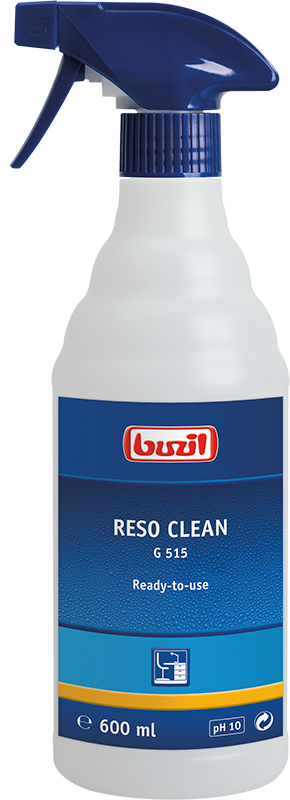 buzil
RESO CLEAN
G 515
Ready-to-use
℮ 600 ml
pH 10